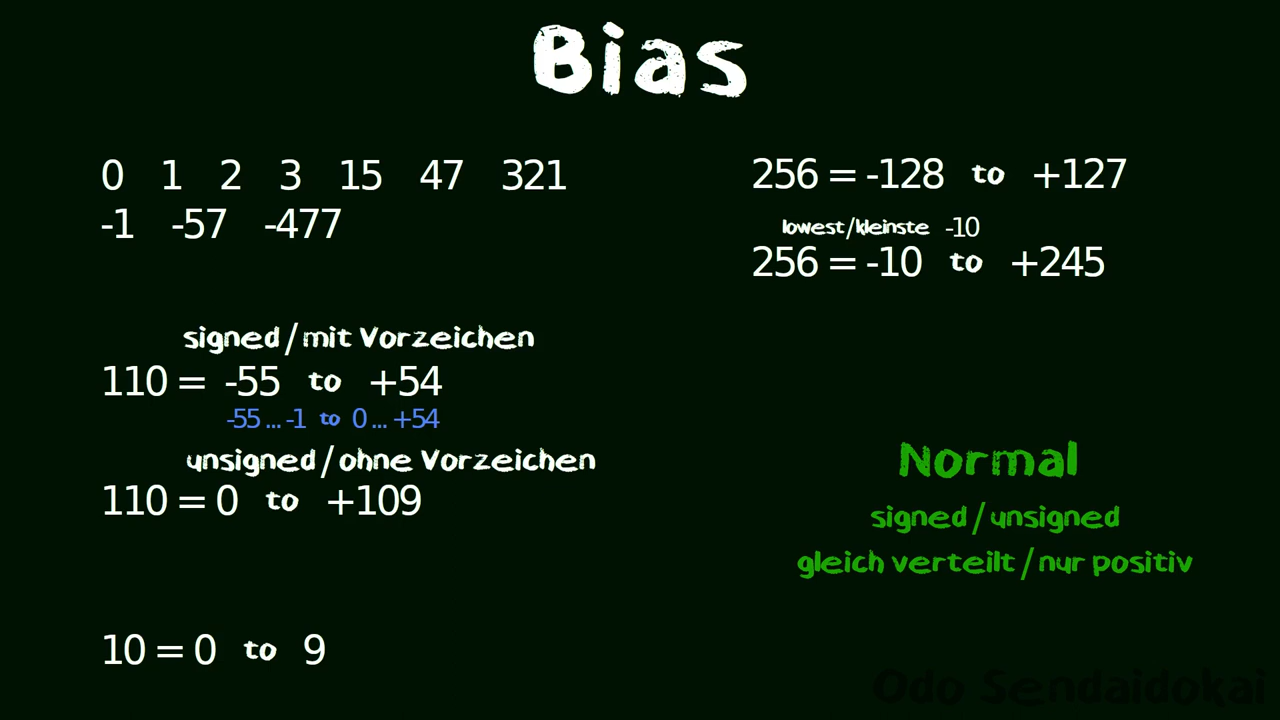 Bias
0 1 2 3 15 47 321
-1 -57 -477
signed/mit Vorzeichen
110 = -55 to +54
-55 ... -1 to 0 ... +54
unsigned/ohne Vorzeichen
110 = 0 to +109
10 = 0 to 9
256 = -128 to +127
lowest/kleinste -10
256 = -10 to +245
Normal
signed/unsigned
gleich verteilt/nur positiv
Odo Sendaidokai